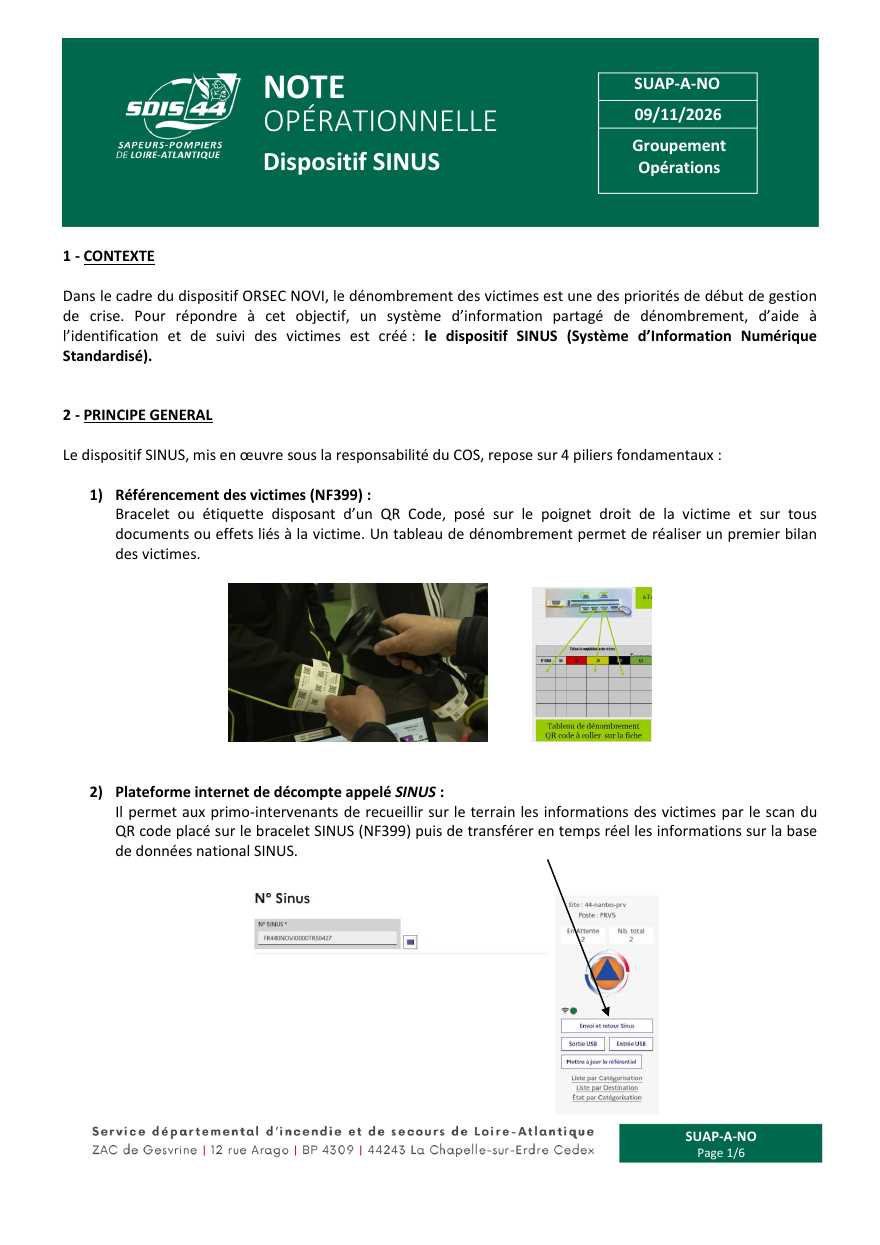 SDIS 44
SAPEURS-POMPIERS
DE LOIRE-ATLANTIQUE
NOTE
OPÉRATIONNELLE
Dispositif SINUS
SUAP-A-NO
09/11/2026
Groupement
Opérations
1 - CONTEXTE
Dans le cadre du dispositif ORSEC NOVI, le dénombrement des victimes est une des priorités de début de gestion
de crise. Pour répondre à cet objectif, un système d’information partagé de dénombrement, d’aide à
l’identification et de suivi des victimes est créé : le dispositif SINUS (Système d’Information Numérique
Standardisé).
2 - PRINCIPE GENERAL
Le dispositif SINUS, mis en œuvre sous la responsabilité du COS, repose sur 4 piliers fondamentaux :
1) Référencement des victimes (NF399) :
Bracelet ou étiquette disposant d’un QR Code, posé sur le poignet droit de la victime et sur tous
documents ou effets liés à la victime. Un tableau de dénombrement permet de réaliser un premier bilan
des victimes.
Tableau de dénombrement
QR code à coller sur la fiche
2) Plateforme internet de décompte appelé SINUS :
Il permet aux primo-intervenants de recueillir sur le terrain les informations des victimes par le scan du
QR code placé sur le bracelet SINUS (NF399) puis de transférer en temps réel les informations sur la base
de données national SINUS.
N° Sinus
N° SINUS *
Site : 44-nantes-prv
Poste : PRV5
En Attente
2
Nb. total
2
Envoi et retour Sinus
Sortie USB
Entrée USB
Mettre à jour le référentiel
Liste par Catégorisation
Liste par Destination
État par Catégorisation
Service départemental d’incendie et de secours de Loire-Atlantique
ZAC de Gesvrine | 12 rue Arago | BP 4309 | 44243 La Chapelle-sur-Erdre Cedex
SUAP-A-NO
Page 1/6